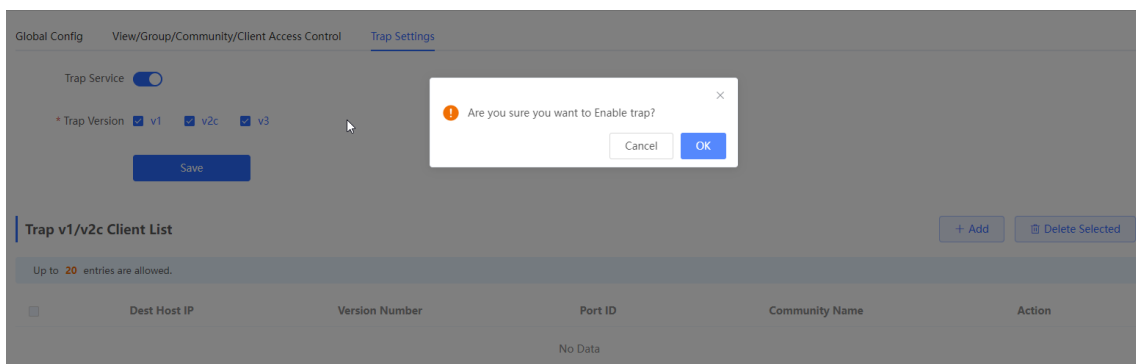 Global Config View/Group/Community/Client Access Control Trap Settings
Trap Service
Are you sure you want to Enable trap?
* Trap Version v1 v2c v3
Cancel OK
Save
Trap v1/v2c Client List + Add Delete Selected
Up to 20 entries are allowed.
Dest Host IP Version Number Port ID Community Name Action
No Data